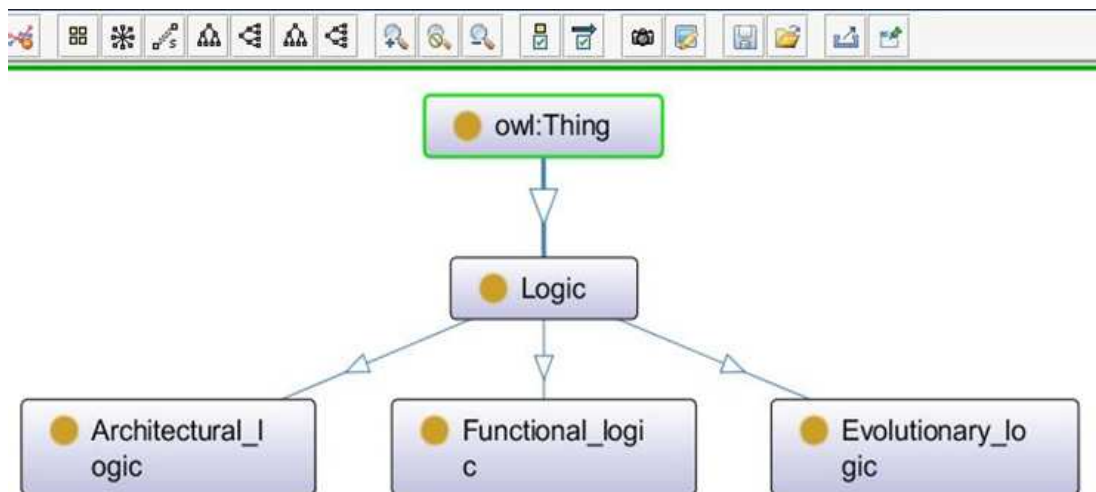 owl:Thing
Logic
Architectural_l
ogic
Functional_logi
c
Evolutionary_lo
gic